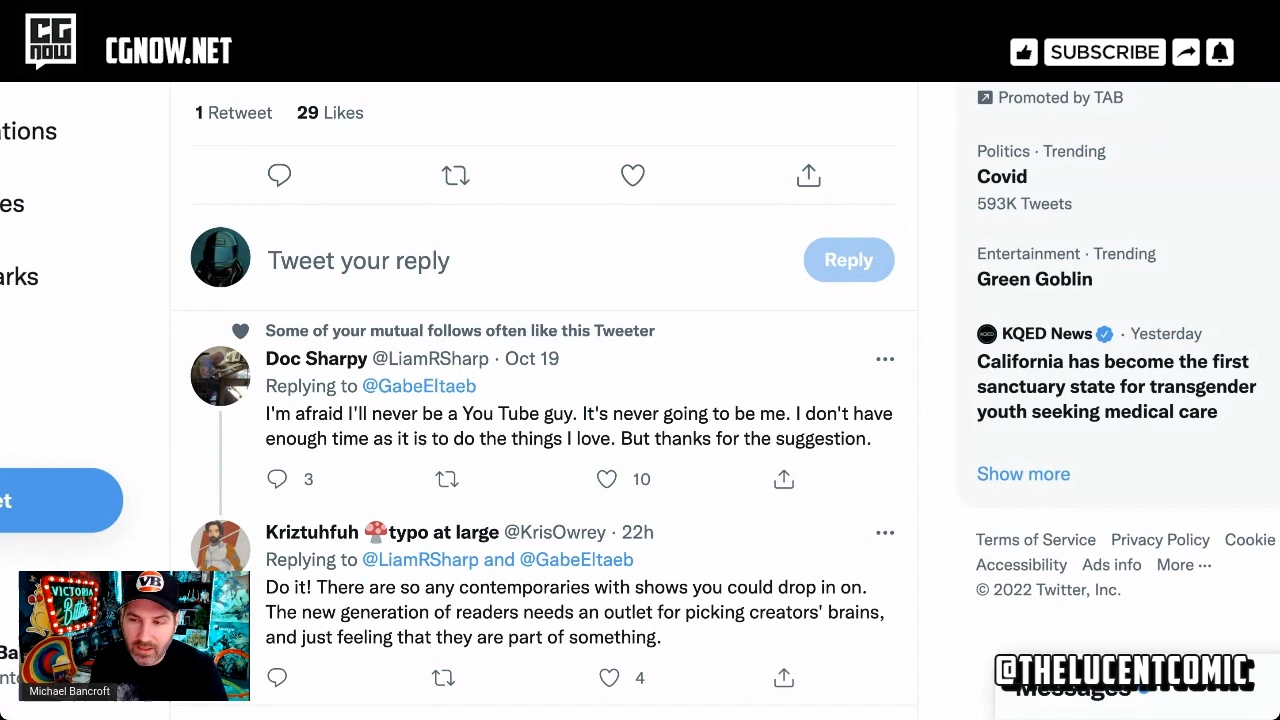 CG
NOW
CGNOW.NET
SUBSCRIBE
1 Retweet 29 Likes
tions
es
arks
et
Tweet your reply
Reply
Some of your mutual follows often like this Tweeter
Doc Sharpy @LiamRSharp · Oct 19
Replying to @GabeEltaeb
I'm afraid I'll never be a You Tube guy. It's never going to be me. I don't have
enough time as it is to do the things I love. But thanks for the suggestion.
3 10
Kriztuhfuh 🍄typo at large @KrisOwrey · 22h
Replying to @LiamRSharp and @GabeEltaeb
Do it! There are so any contemporaries with shows you could drop in on.
The new generation of readers needs an outlet for picking creators' brains,
and just feeling that they are part of something.
4
Promoted by TAB
Politics · Trending
Covid
593K Tweets
Entertainment · Trending
Green Goblin
KQED News · Yesterday
California has become the first
sanctuary state for transgender
youth seeking medical care
Show more
Terms of Service Privacy Policy Cookie
Accessibility Ads info More ···
© 2022 Twitter, Inc.
Ba
VICTORIA
VB
Michael Bancroft
@THELUCENTCOMIC
Messages